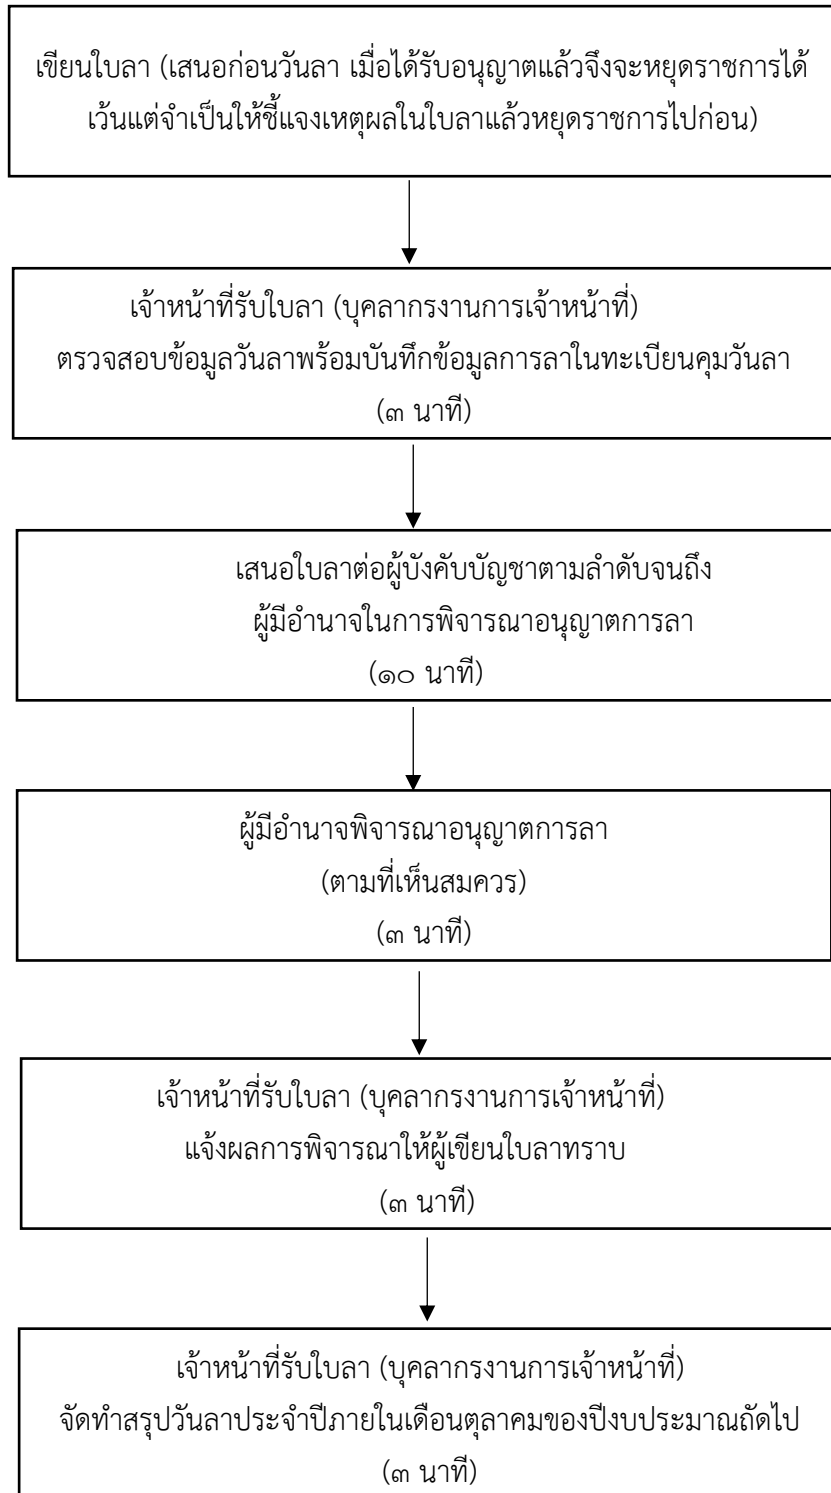 เขียนใบลา (เสนอก่อนวันลา เมื่อได้รับอนุญาตแล้วจึงจะหยุดราชการได้
เว้นแต่จำเป็นให้ชี้แจงเหตุผลในใบลาแล้วหยุดราชการไปก่อน)
เจ้าหน้าที่รับใบลา (บุคลากรงานการเจ้าหน้าที่)
ตรวจสอบข้อมูลวันลาพร้อมบันทึกข้อมูลการลาในทะเบียนคุมวันลา
(๓ นาที)
เสนอใบลาต่อผู้บังคับบัญชาตามลำดับจนถึง
ผู้มีอำนาจในการพิจารณาอนุญาตการลา
(๑๐ นาที)
ผู้มีอำนาจพิจารณาอนุญาตการลา
(ตามที่เห็นสมควร)
(๓ นาที)
เจ้าหน้าที่รับใบลา (บุคลากรงานการเจ้าหน้าที่)
แจ้งผลการพิจารณาให้ผู้เขียนใบลาทราบ
(๓ นาที)
เจ้าหน้าที่รับใบลา (บุคลากรงานการเจ้าหน้าที่)
จัดทำสรุปวันลาประจำปีภายในเดือนตุลาคมของปีงบประมาณถัดไป
(๓ นาที)